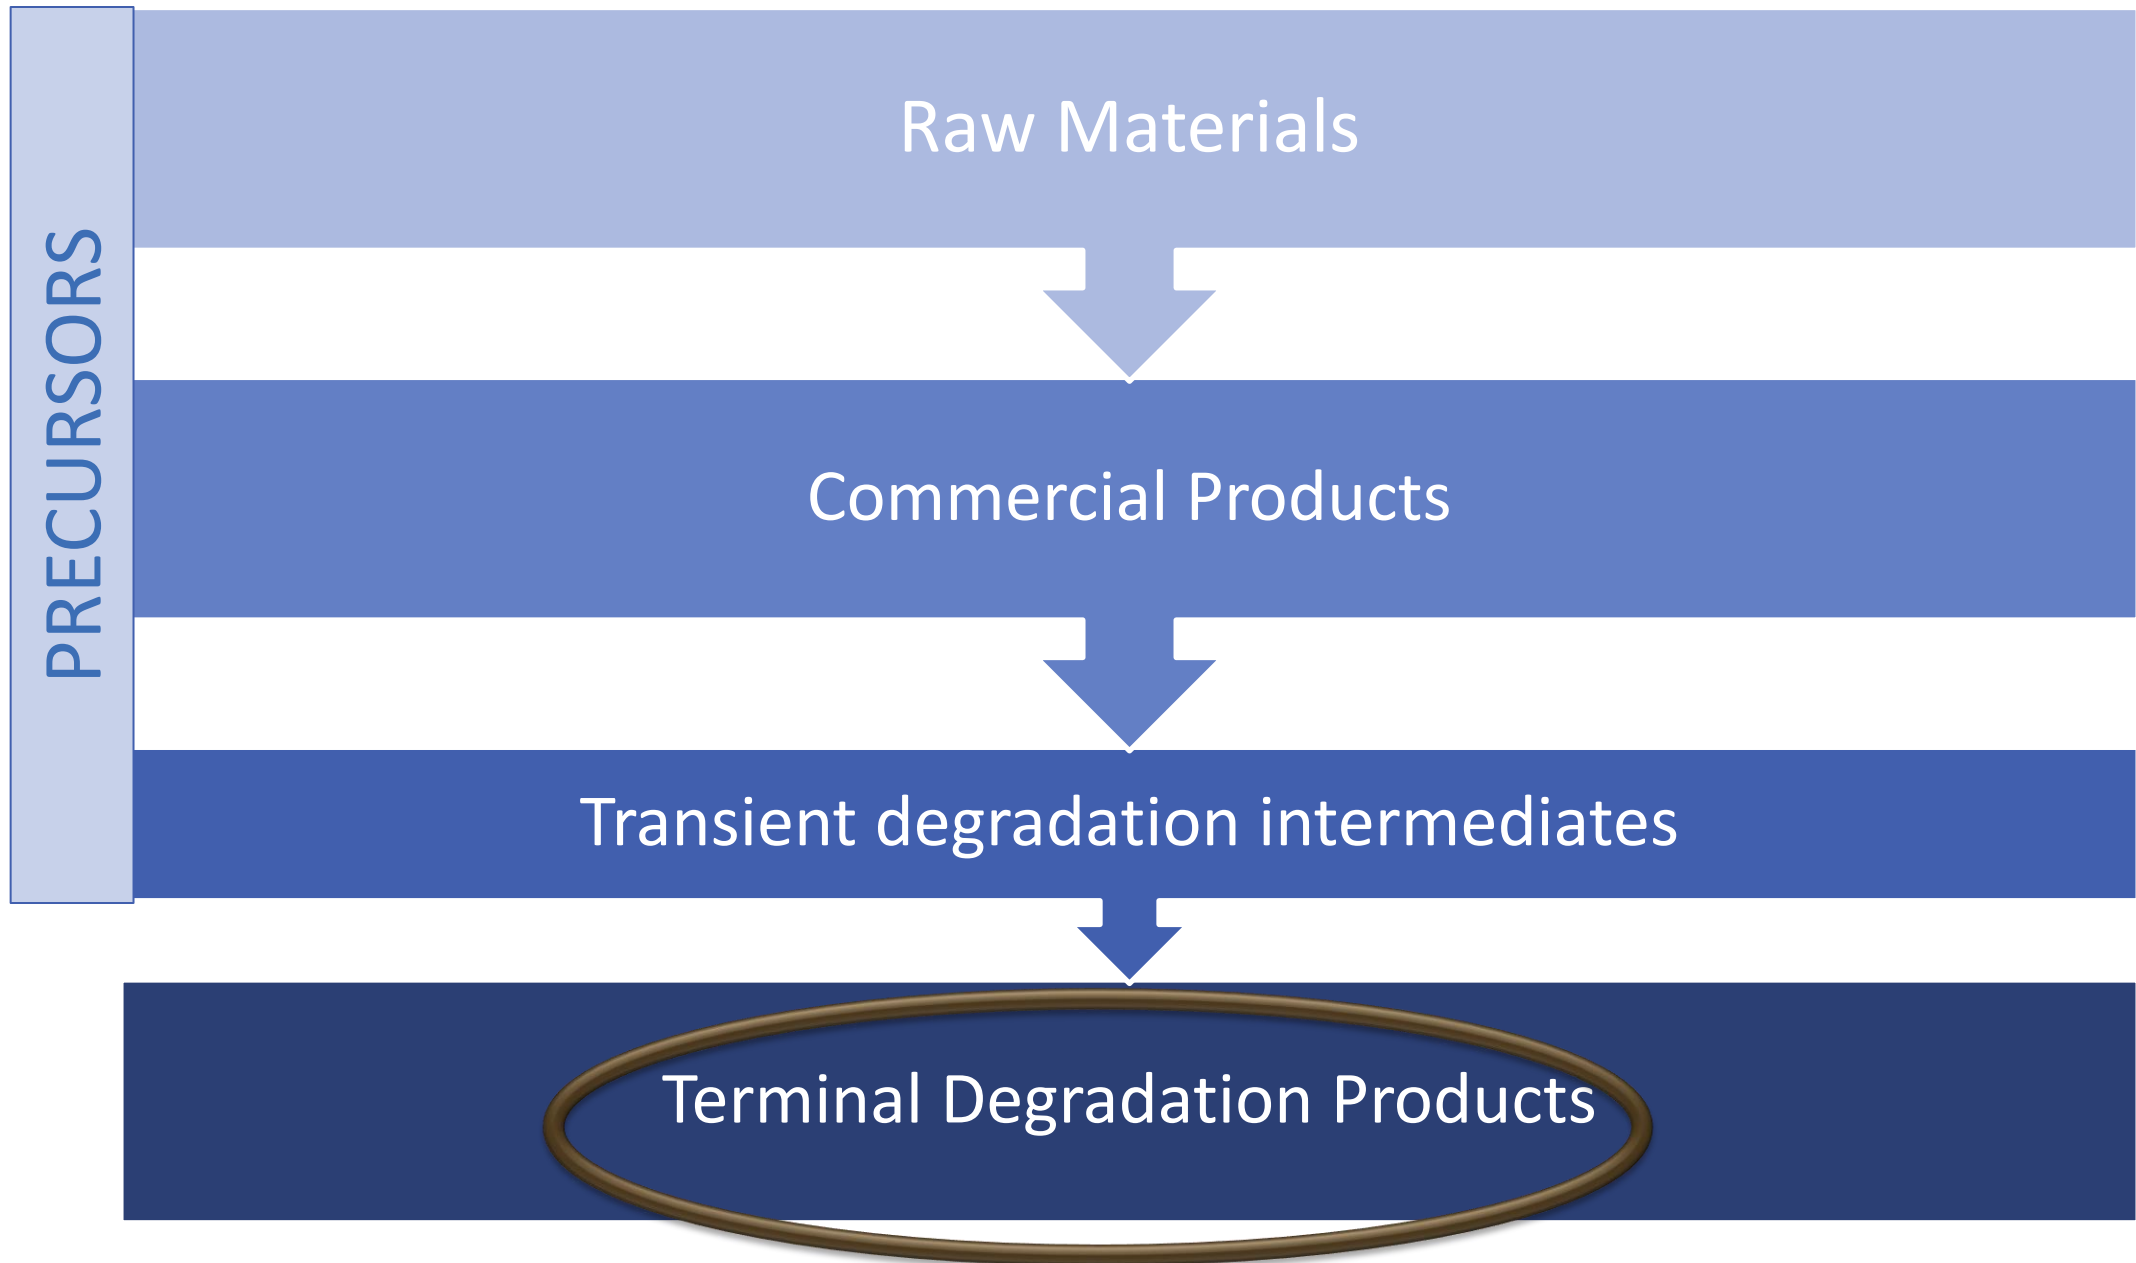 PRECURSORS
Raw Materials
Commercial Products
Transient degradation intermediates
Terminal Degradation Products